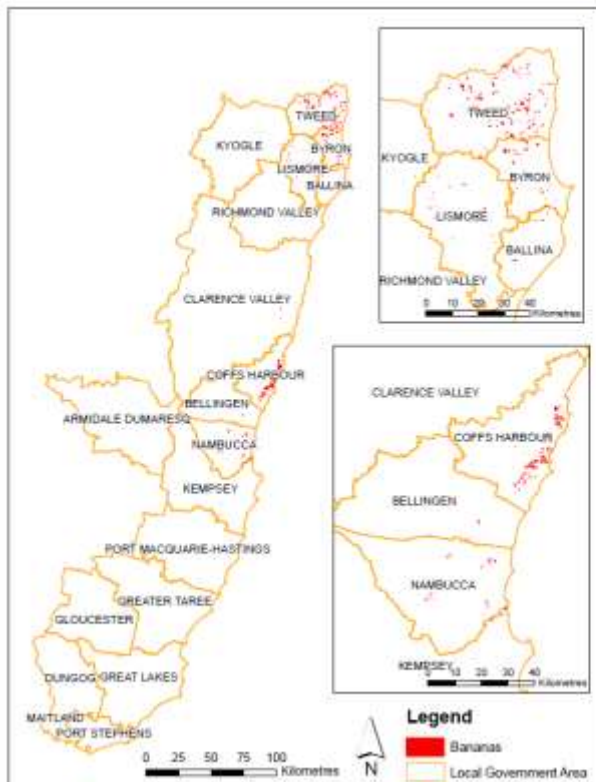 TWEED
KYOGLE
BYRON
LISMORE
BALLINA
RICHMOND VALLEY
CLARENCE VALLEY
COFFS HARBOUR
BELLINGEN
ARMIDALE DUMARESQ
NAMBUCCA
KEMPSEY
PORT MACQUARIE-HASTINGS
GREATER TAREE
GLOUCESTER
DUNGOG
GREAT LAKES
MAITLAND
PORT STEPHENS
0 25 50 75 100
Kilometres
TWEED
KYOGLE
BYRON
LISMORE
BALLINA
RICHMOND VALLEY
0 10 20 30 40
Kilometres
CLARENCE VALLEY
COFFS HARBOUR
BELLINGEN
NAMBUCCA
KEMPSEY
0 10 20 30 40
Kilometres
N
Legend
Bananas
Local Government Area